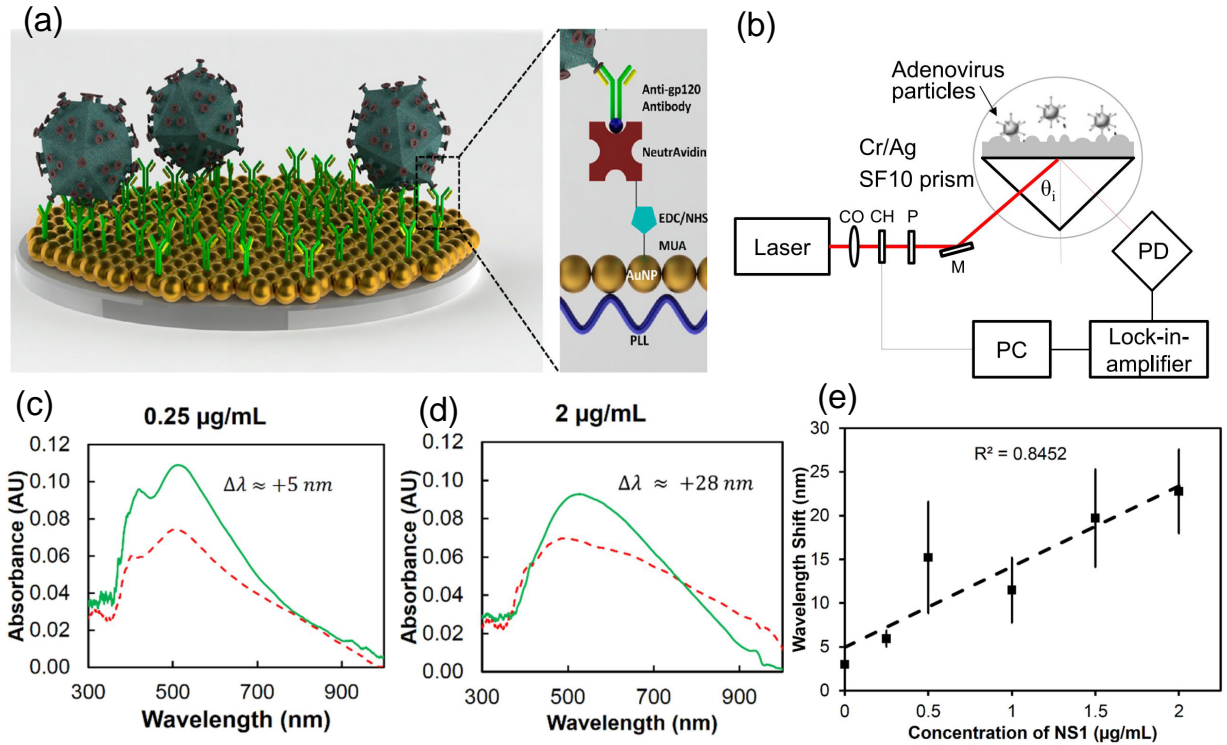 (a)
Anti-gp120
Antibody
NeutrAvidin
EDC/NHS
MUA
AuNP
PLL
(b)
Adenovirus
particles
Cr/Ag
SF10 prism
θi
CO CH P
Laser
M
PD
PC
Lock-in-
amplifier
(c)
0.25 µg/mL
Δλ ≈ +5 nm
Absorbance (AU)
0.12
0.10
0.08
0.06
0.04
0.02
0.00
300 500 700 900
Wavelength (nm)
(d)
2 µg/mL
Δλ ≈ +28 nm
Absorbance (AU)
0.12
0.10
0.08
0.06
0.04
0.02
0.00
300 500 700 900
Wavelength (nm)
(e)
R² = 0.8452
Wavelength Shift (nm)
30
25
20
15
10
5
0
0 0.5 1 1.5 2
Concentration of NS1 (µg/mL)